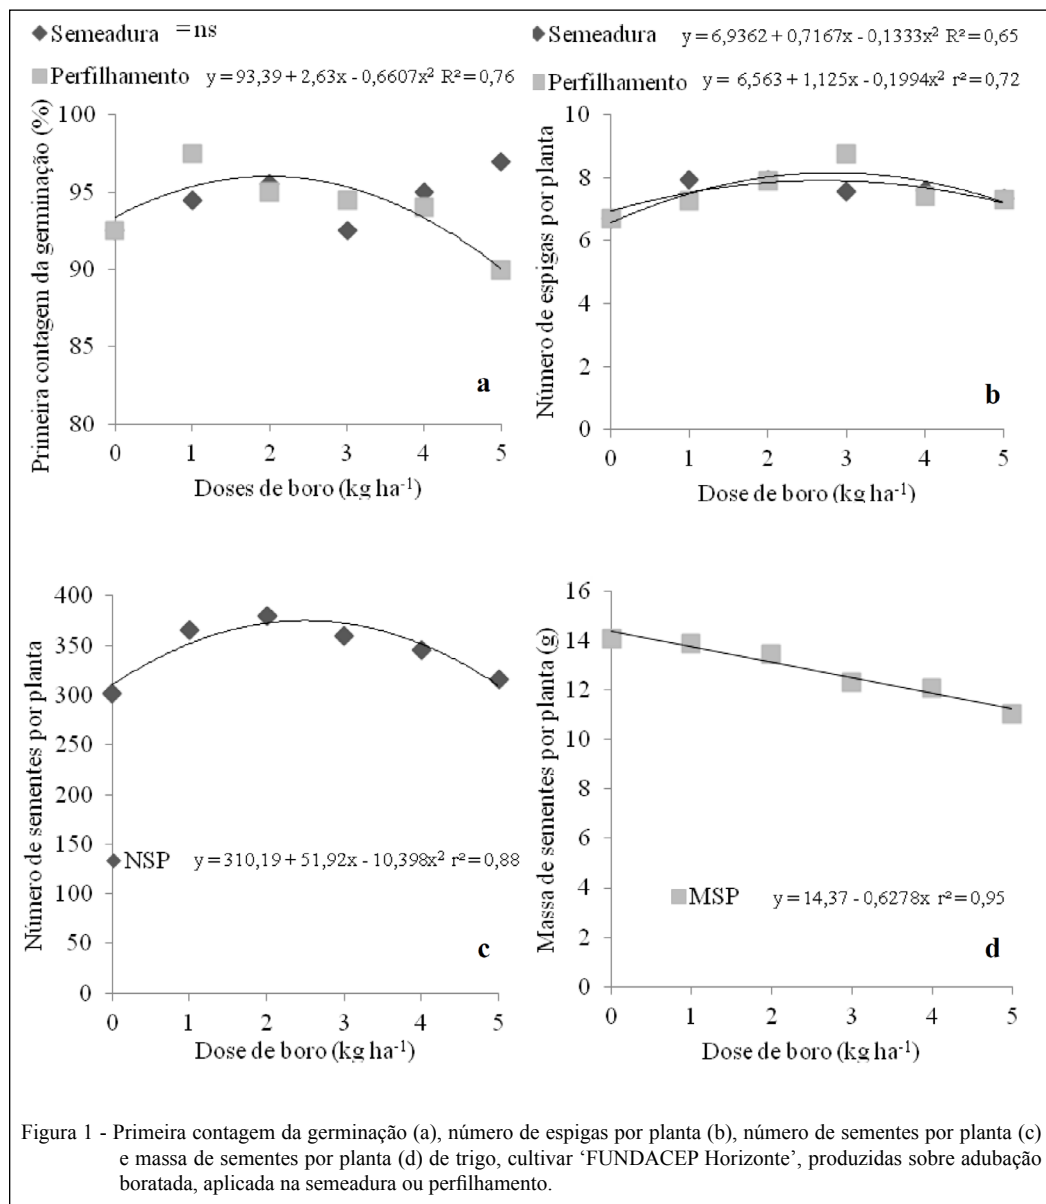 Semeadura =ns
Perfilhamento y = 93,39 + 2,63x - 0,6607x² R² = 0,76
Primeira contagem da germinação (%)
100
95
90
85
80
a
0 1 2 3 4 5
Doses de boro (kg ha⁻¹)
Semeadura y = 6,9362 + 0,7167x - 0,1333x² R² = 0,65
Perfilhamento y = 6,563 + 1,125x - 0,1994x² r² = 0,72
Número de espigas por planta
10
8
6
4
2
0
b
0 1 2 3 4 5
Dose de boro (kg ha⁻¹)
Número de sementes por planta
400
350
300
250
200
150
100
50
0
NSP y = 310,19 + 51,92x - 10,398x² r² = 0,88
c
0 1 2 3 4 5
Dose de boro (kg ha⁻¹)
Massa de sementes por planta (g)
16
14
12
10
8
6
4
2
0
MSP y = 14,37 - 0,6278x r² = 0,95
d
0 1 2 3 4 5
Dose de boro (kg ha⁻¹)
Figura 1 - Primeira contagem da germinação (a), número de espigas por planta (b), número de sementes por planta (c)
e massa de sementes por planta (d) de trigo, cultivar ‘FUNDACEP Horizonte’, produzidas sobre adubação
boratada, aplicada na semeadura ou perfilhamento.